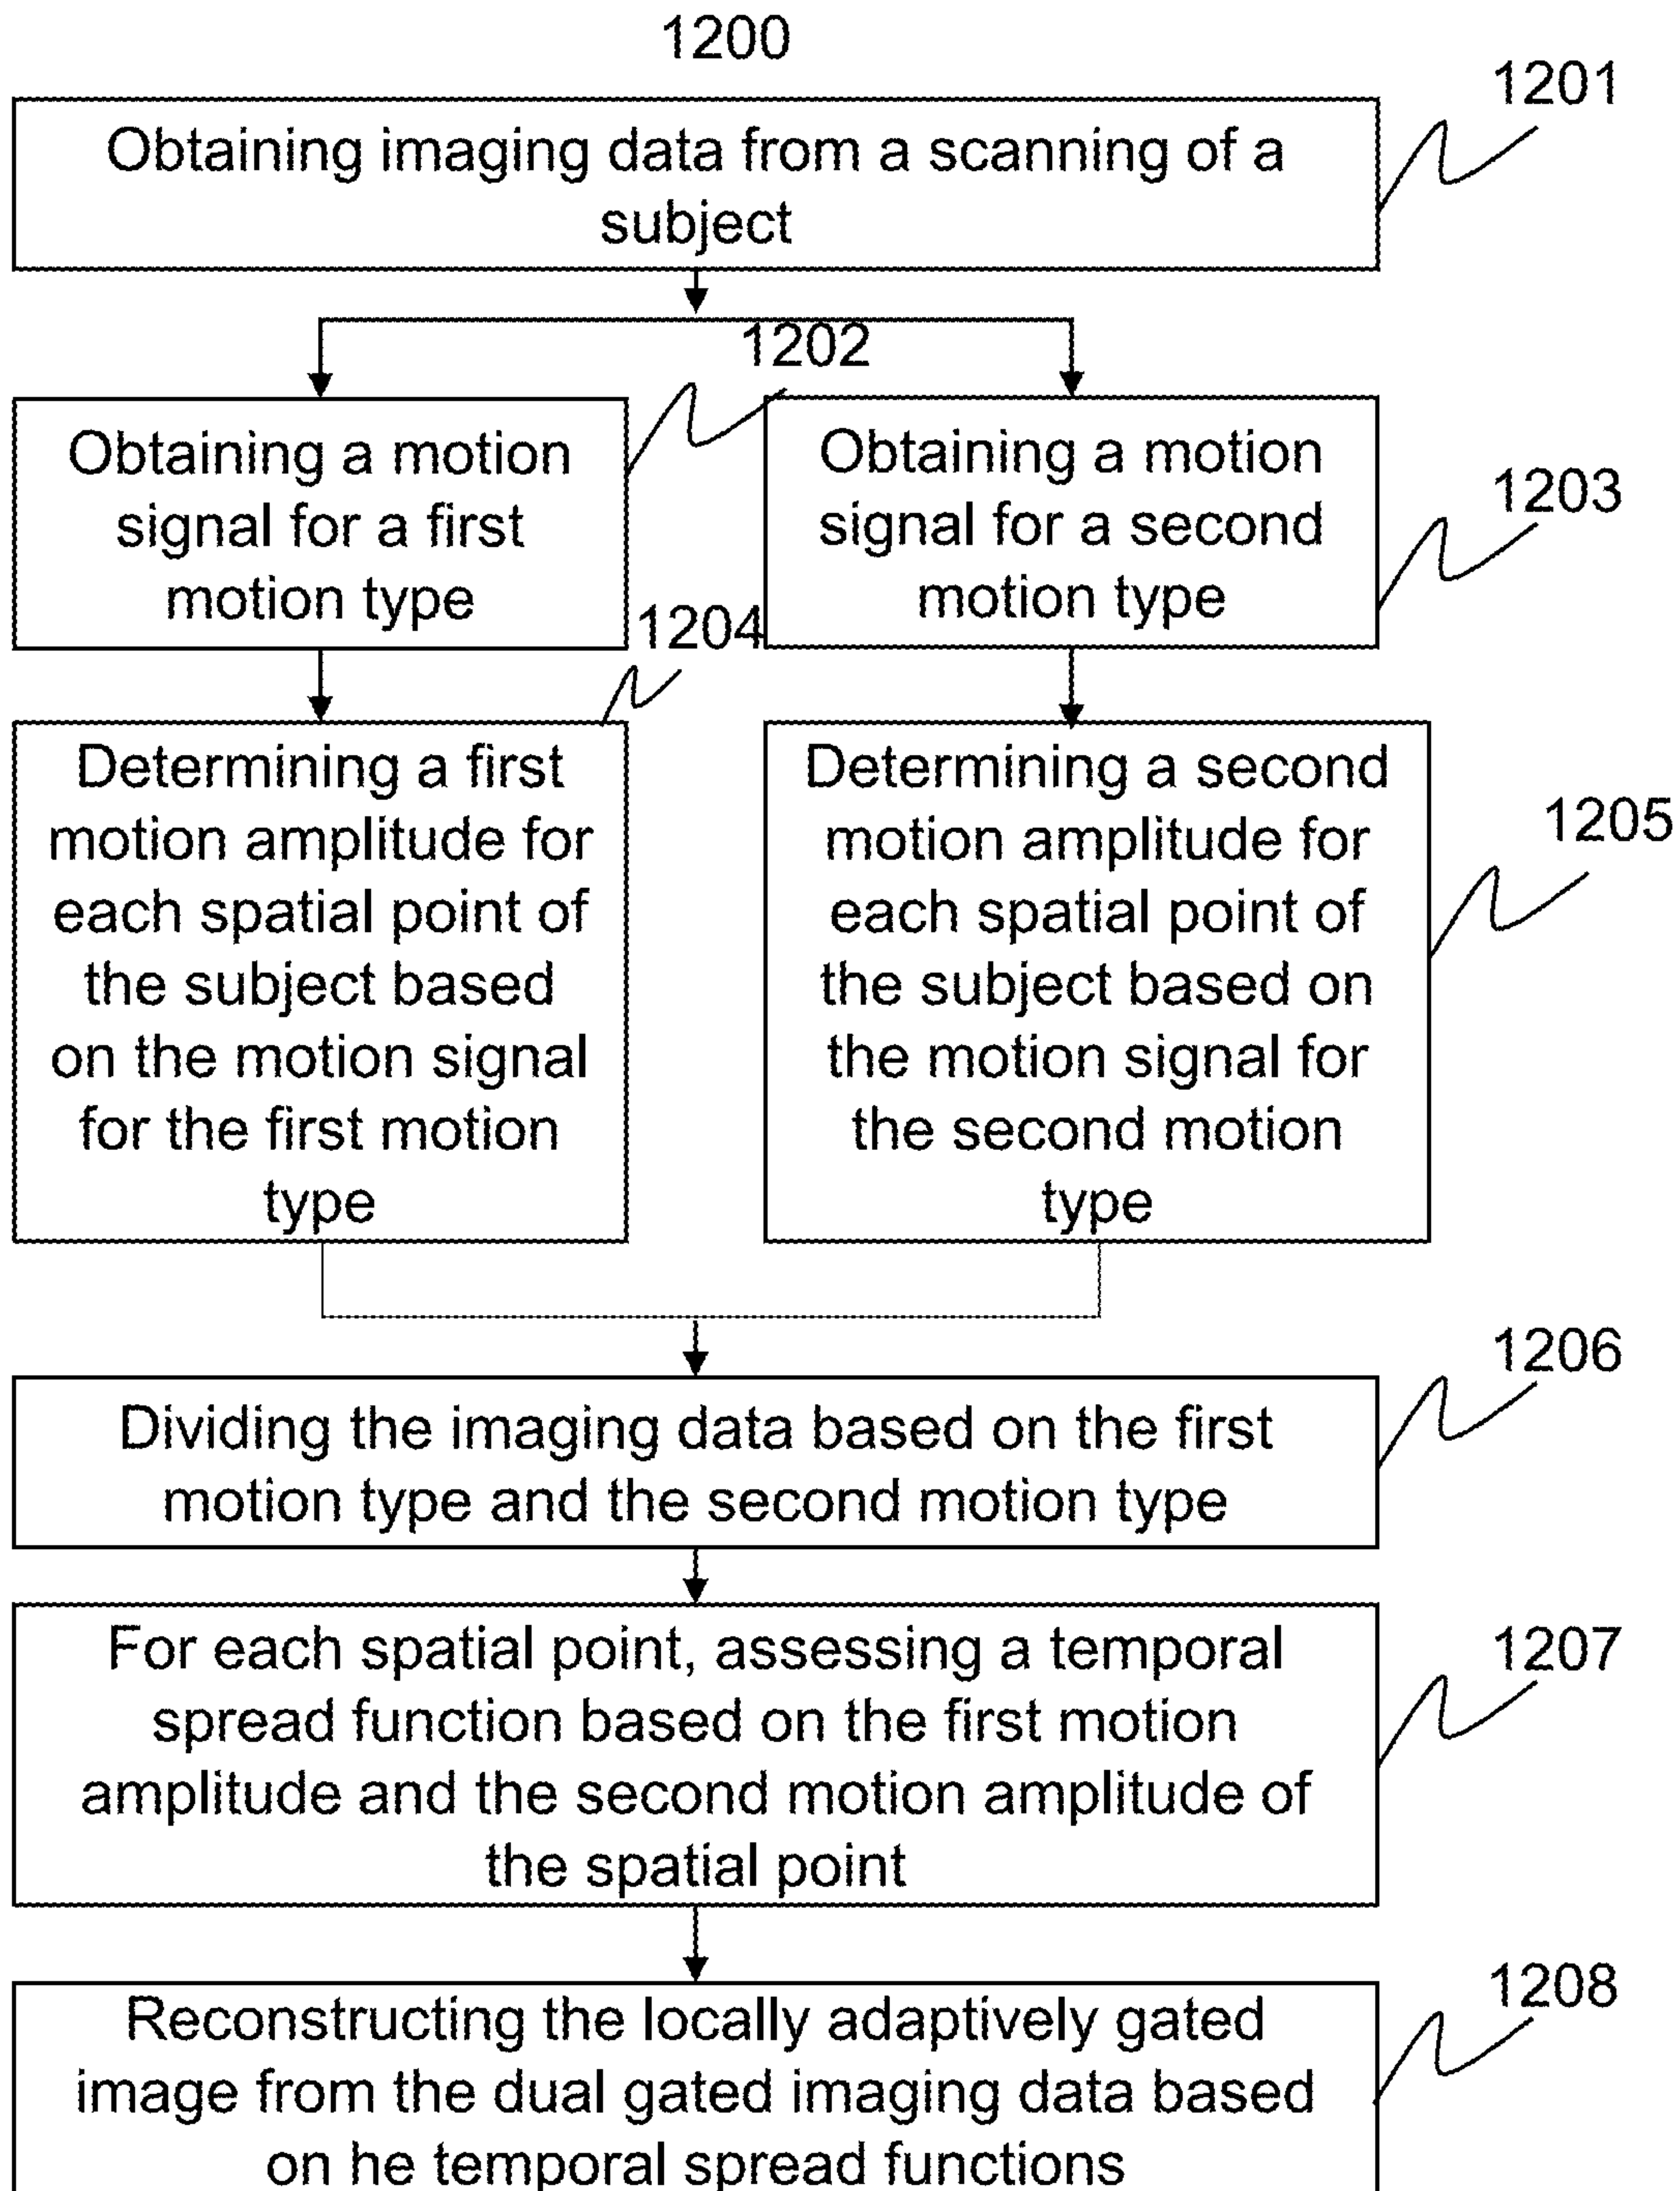 1200
1201
Obtaining imaging data from a scanning of a
subject
1202
Obtaining a motion
signal for a first
motion type
Obtaining a motion
signal for a second
motion type
1203
1204
Determining a first
motion amplitude for
each spatial point of
the subject based
on the motion signal
for the first motion
type
Determining a second
motion amplitude for
each spatial point of
the subject based on
the motion signal for
the second motion
type
1205
1206
Dividing the imaging data based on the first
motion type and the second motion type
For each spatial point, assessing a temporal
spread function based on the first motion
amplitude and the second motion amplitude of
the spatial point
1207
1208
Reconstructing the locally adaptively gated
image from the dual gated imaging data based
on he temporal spread functions